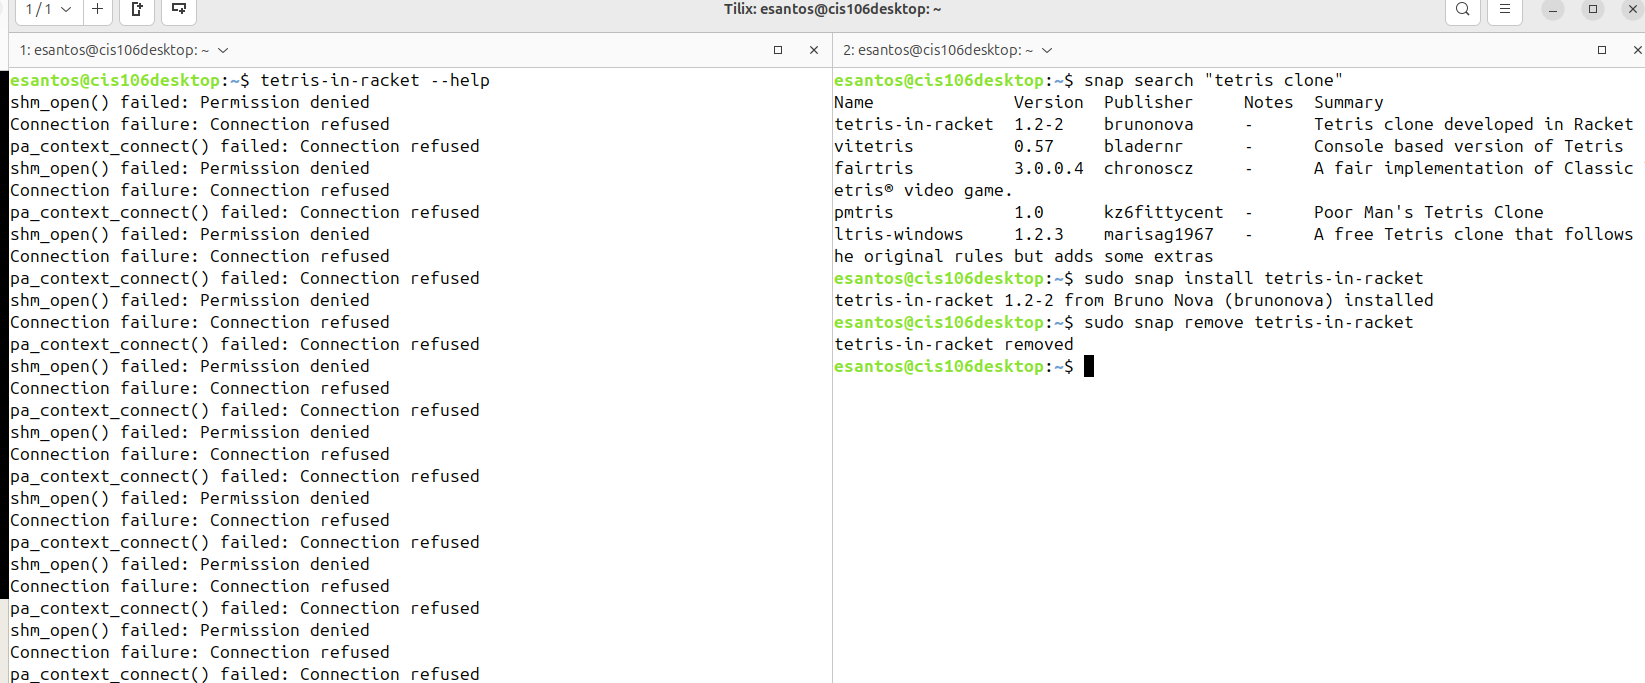 1 / 1
Tilix: esantos@cis106desktop: ~
1: esantos@cis106desktop: ~
esantos@cis106desktop:~$ tetris-in-racket --help
shm_open() failed: Permission denied
Connection failure: Connection refused
pa_context_connect() failed: Connection refused
shm_open() failed: Permission denied
Connection failure: Connection refused
pa_context_connect() failed: Connection refused
shm_open() failed: Permission denied
Connection failure: Connection refused
pa_context_connect() failed: Connection refused
shm_open() failed: Permission denied
Connection failure: Connection refused
pa_context_connect() failed: Connection refused
shm_open() failed: Permission denied
Connection failure: Connection refused
pa_context_connect() failed: Connection refused
shm_open() failed: Permission denied
Connection failure: Connection refused
pa_context_connect() failed: Connection refused
shm_open() failed: Permission denied
Connection failure: Connection refused
pa_context_connect() failed: Connection refused
shm_open() failed: Permission denied
Connection failure: Connection refused
pa_context_connect() failed: Connection refused
shm_open() failed: Permission denied
Connection failure: Connection refused
pa_context_connect() failed: Connection refused
2: esantos@cis106desktop: ~
esantos@cis106desktop:~$ snap search "tetris clone"
Name Version Publisher Notes Summary
tetris-in-racket 1.2-2 brunonova - Tetris clone developed in Racket
vitetris 0.57 bladernr - Console based version of Tetris
fairtris 3.0.0.4 chronoscz - A fair implementation of Classic
etris® video game.
pmtris 1.0 kz6fittycent - Poor Man's Tetris Clone
ltris-windows 1.2.3 marisag1967 - A free Tetris clone that follows
he original rules but adds some extras
esantos@cis106desktop:~$ sudo snap install tetris-in-racket
tetris-in-racket 1.2-2 from Bruno Nova (brunonova) installed
esantos@cis106desktop:~$ sudo snap remove tetris-in-racket
tetris-in-racket removed
esantos@cis106desktop:~$